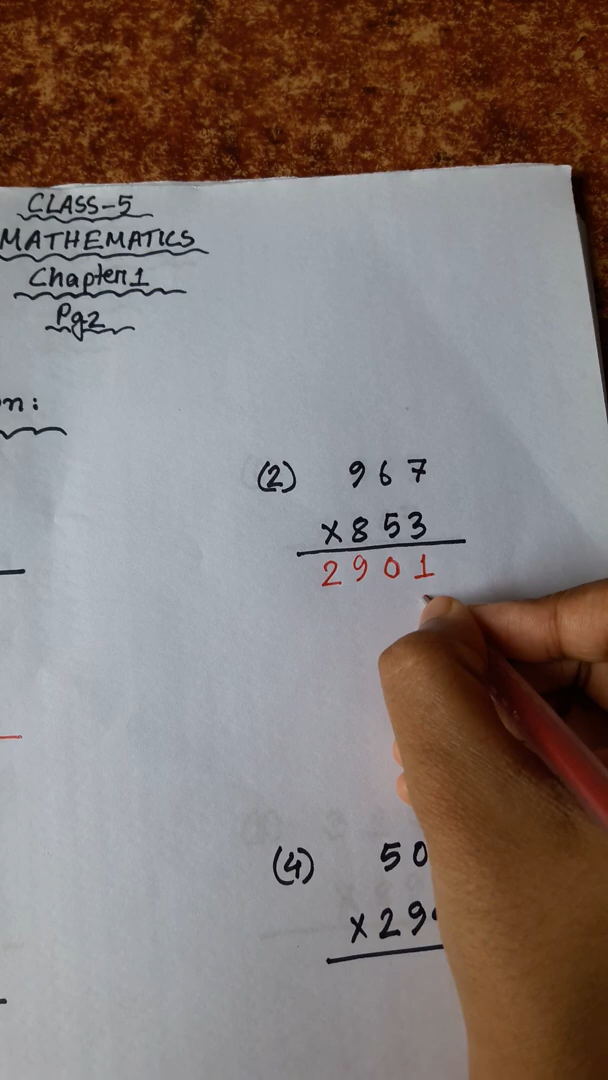 CLASS-5
MATHEMATICS
Chapter 1
Pg2
n:
(2) 967
x853
2901
(4) 50
x29